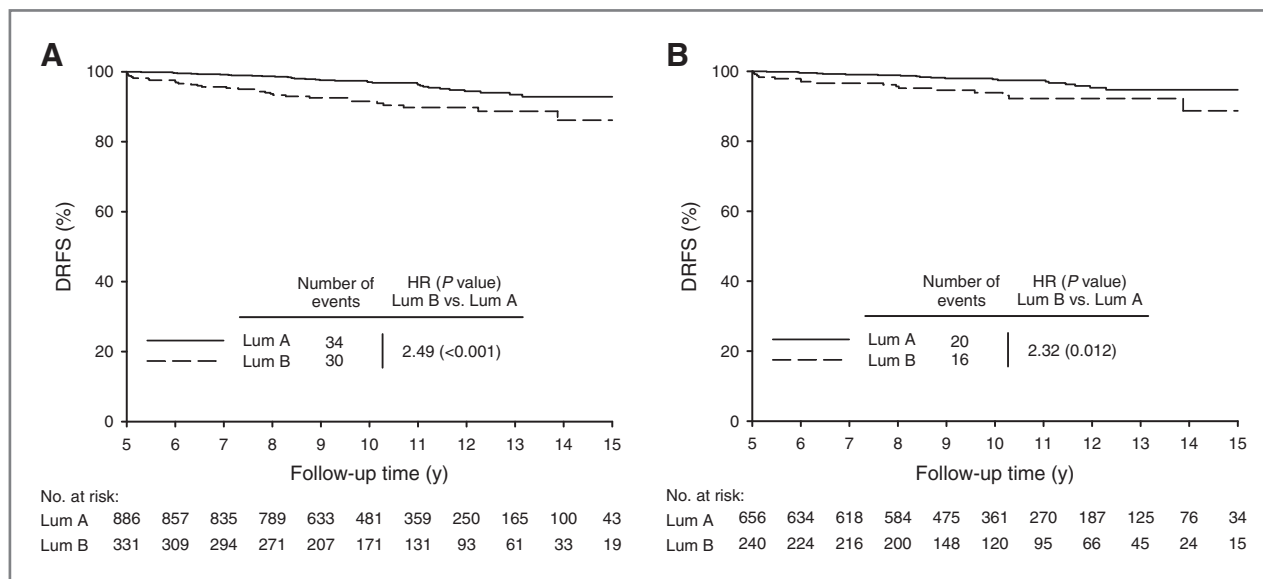 A
100
80
60
40
20
0
DRFS (%)
Number of events
HR (P value) Lum B vs. Lum A
Lum A 34
Lum B 30
2.49 (<0.001)
5 6 7 8 9 10 11 12 13 14 15
Follow-up time (y)
No. at risk:
Lum A 886 857 835 789 633 481 359 250 165 100 43
Lum B 331 309 294 271 207 171 131 93 61 33 19
B
100
80
60
40
20
0
DRFS (%)
Number of events
HR (P value) Lum B vs. Lum A
Lum A 20
Lum B 16
2.32 (0.012)
5 6 7 8 9 10 11 12 13 14 15
Follow-up time (y)
No. at risk:
Lum A 656 634 618 584 475 361 270 187 125 76 34
Lum B 240 224 216 200 148 120 95 66 45 24 15